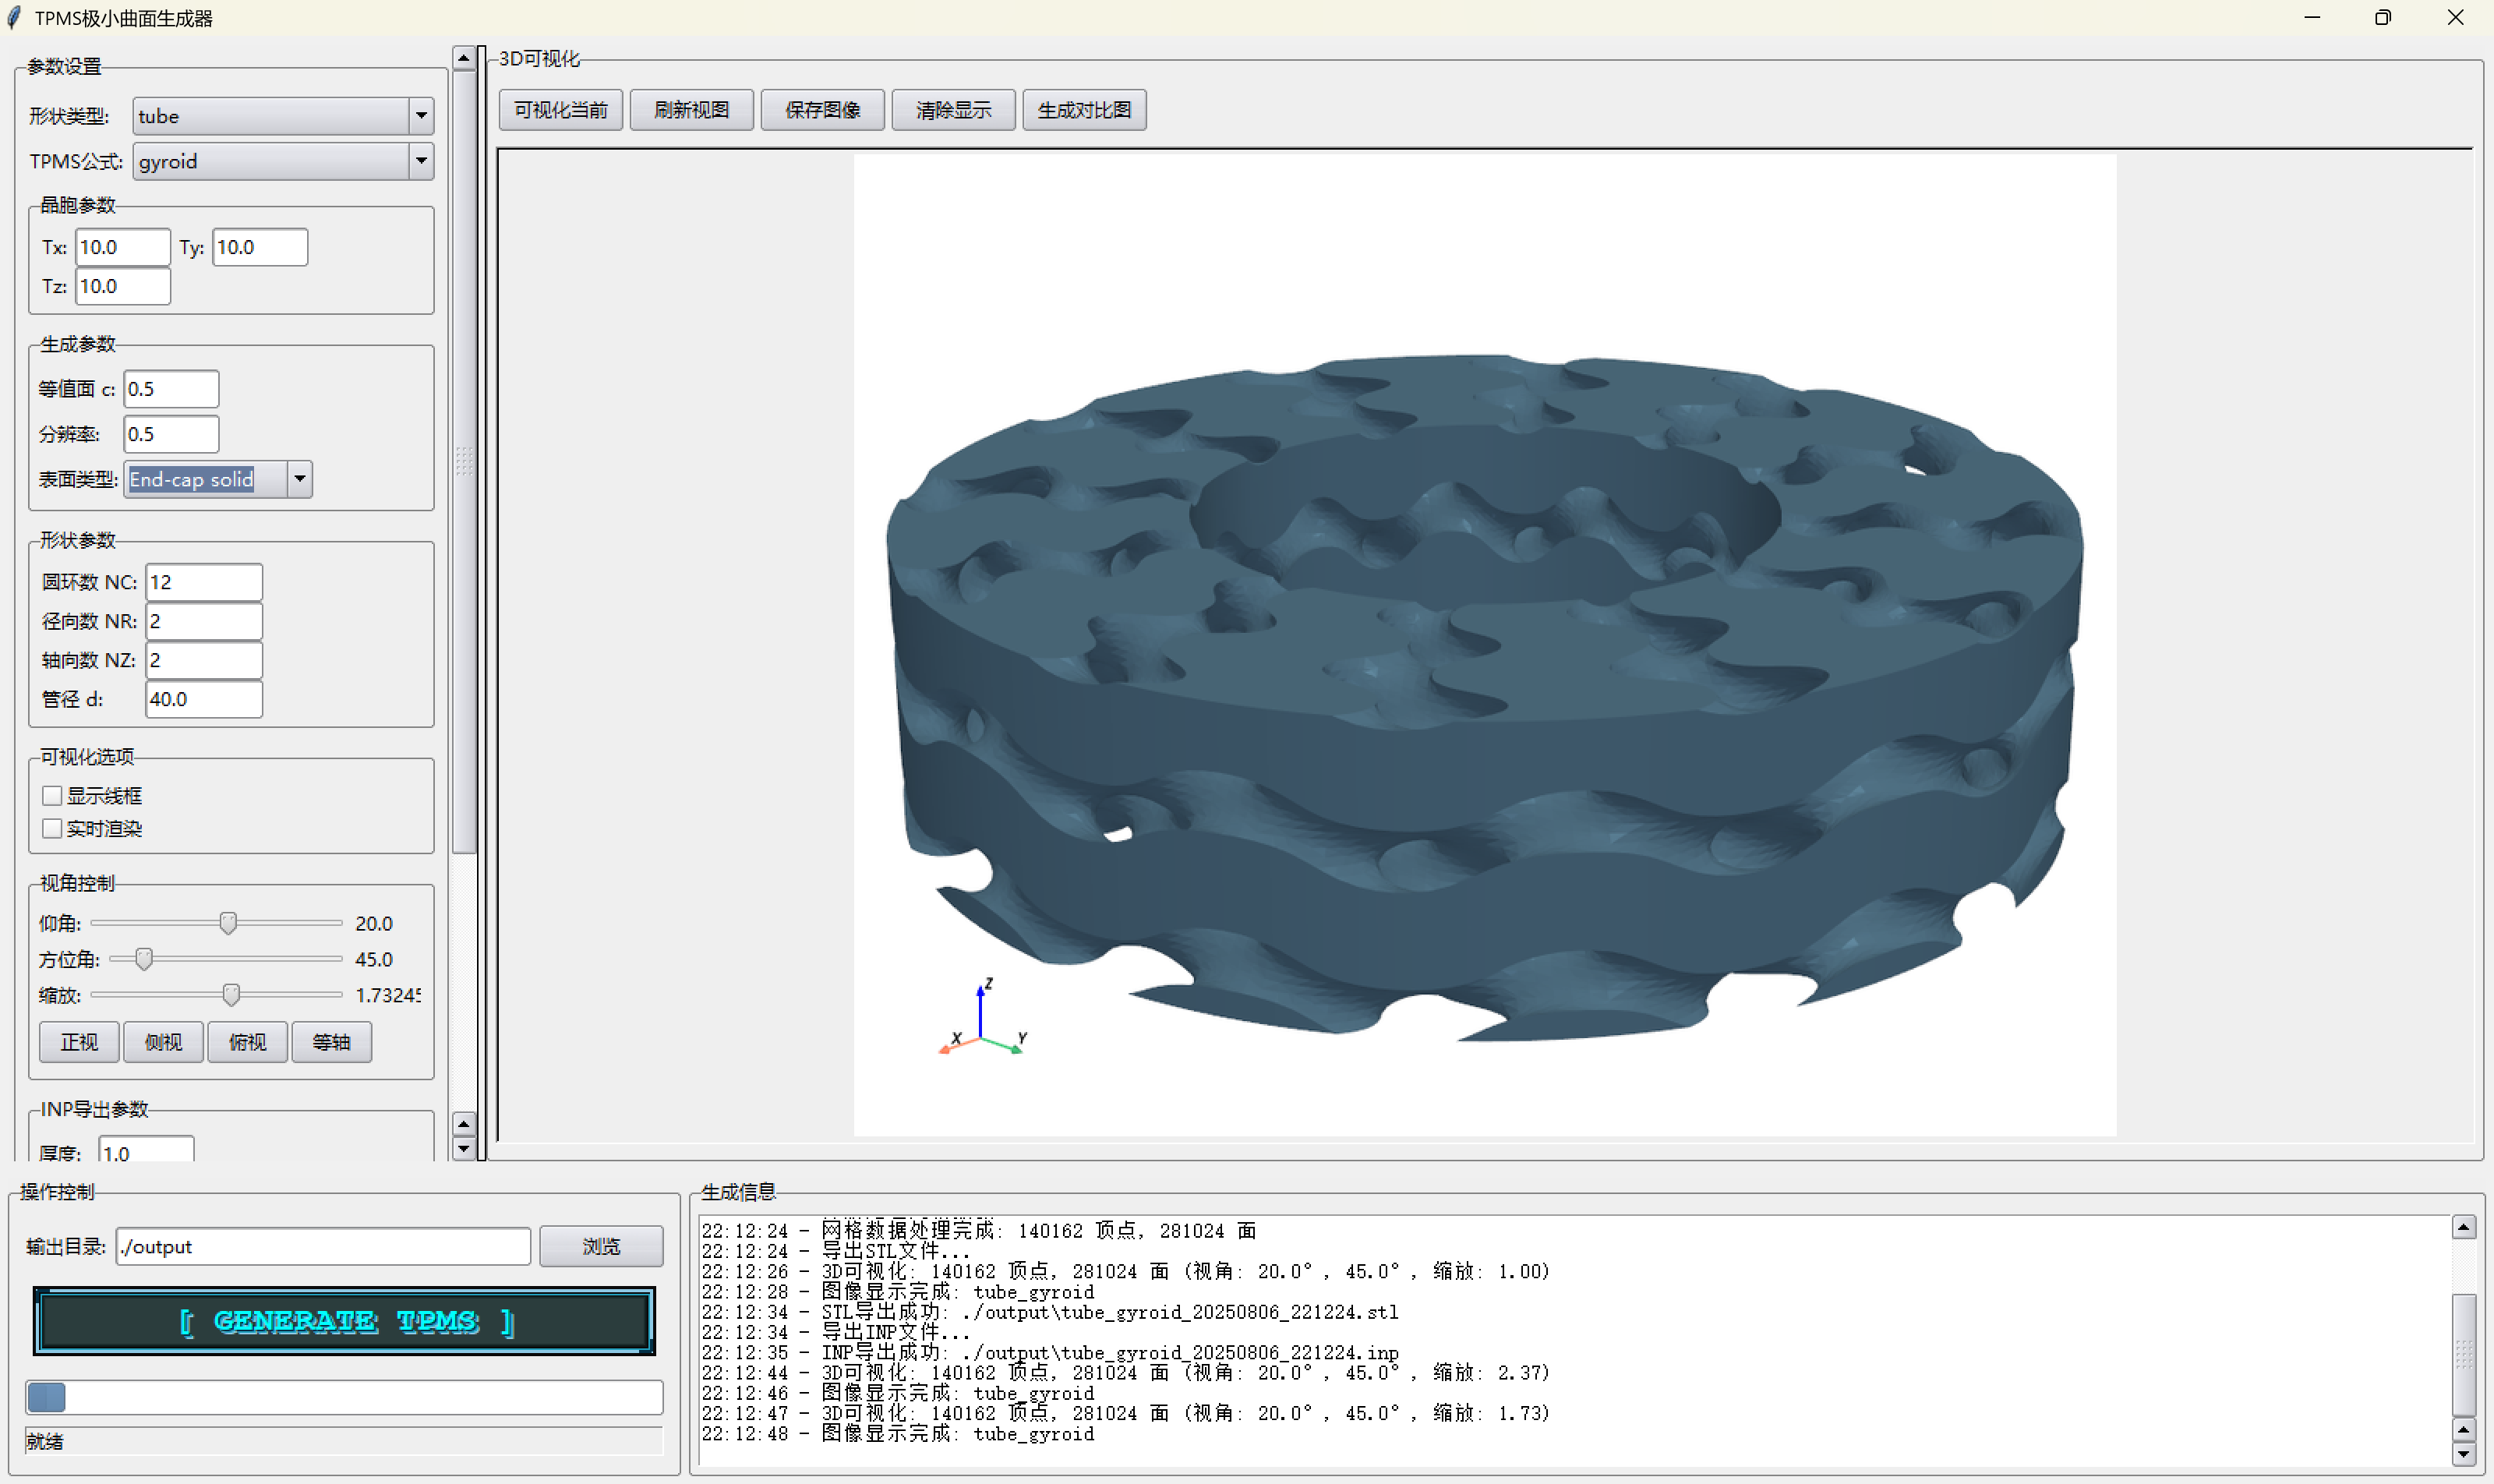 TPMS极小曲面生成器
参数设置
形状类型: tube
TPMS公式: gyroid
晶胞参数
Tx: 10.0 Ty: 10.0
Tz: 10.0
生成参数
等值面 c: 0.5
分辨率: 0.5
表面类型: End-cap solid
形状参数
圆环数 NC: 12
径向数 NR: 2
轴向数 NZ: 2
管径 d: 40.0
可视化选项
显示线框
实时渲染
视角控制
仰角: 20.0
方位角: 45.0
缩放: 1.73245
正视 侧视 俯视 等轴
INP导出参数
厚度: 1.0
3D可视化
可视化当前 刷新视图 保存图像 清除显示 生成对比图
Z
X Y
操作控制
输出目录: ./output 浏览
[ GENERATE TPMS ]
就绪
生成信息
22:12:24 - 网格数据处理完成: 140162 顶点, 281024 面
22:12:24 - 导出STL文件...
22:12:26 - 3D可视化: 140162 顶点, 281024 面 (视角: 20.0°, 45.0°, 缩放: 1.00)
22:12:28 - 图像显示完成: tube_gyroid
22:12:34 - STL导出成功: ./output\tube_gyroid_20250806_221224.stl
22:12:34 - 导出INP文件...
22:12:35 - INP导出成功: ./output\tube_gyroid_20250806_221224.inp
22:12:44 - 3D可视化: 140162 顶点, 281024 面 (视角: 20.0°, 45.0°, 缩放: 2.37)
22:12:46 - 图像显示完成: tube_gyroid
22:12:47 - 3D可视化: 140162 顶点, 281024 面 (视角: 20.0°, 45.0°, 缩放: 1.73)
22:12:48 - 图像显示完成: tube_gyroid